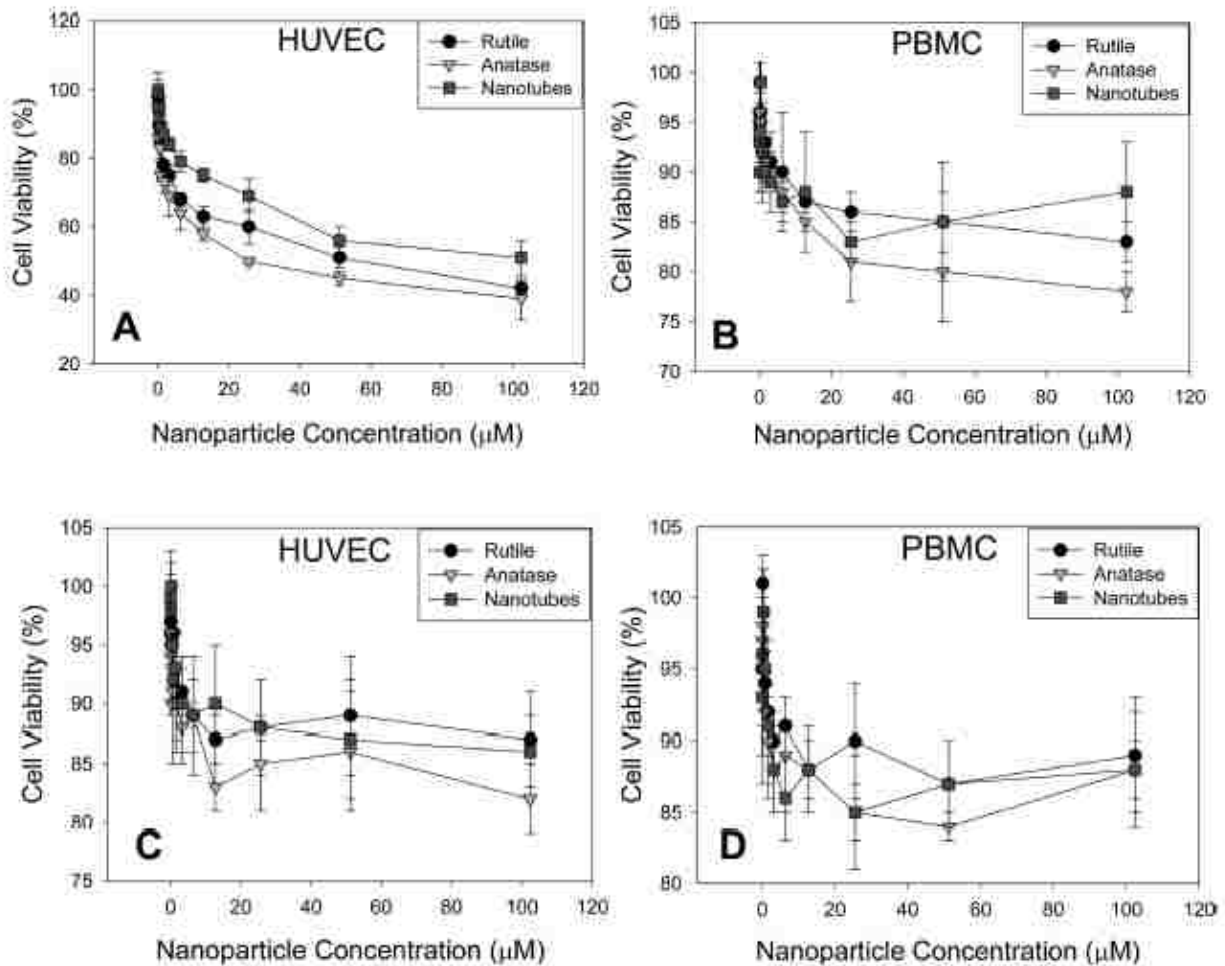 HUVEC
Rutile
Anatase
Nanotubes
120
100
80
60
40
20
Cell Viability (%)
A
0 20 40 60 80 100 120
Nanoparticle Concentration (μM)
PBMC
Rutile
Anatase
Nanotubes
105
100
95
90
85
80
75
70
Cell Viability (%)
B
0 20 40 60 80 100 120
Nanoparticle Concentration (μM)
HUVEC
Rutile
Anatase
Nanotubes
105
100
95
90
85
80
75
Cell Viability (%)
C
0 20 40 60 80 100 120
Nanoparticle Concentration (μM)
PBMC
Rutile
Anatase
Nanotubes
105
100
95
90
85
80
Cell Viability (%)
D
0 20 40 60 80 100 120
Nanoparticle Concentration (μM)